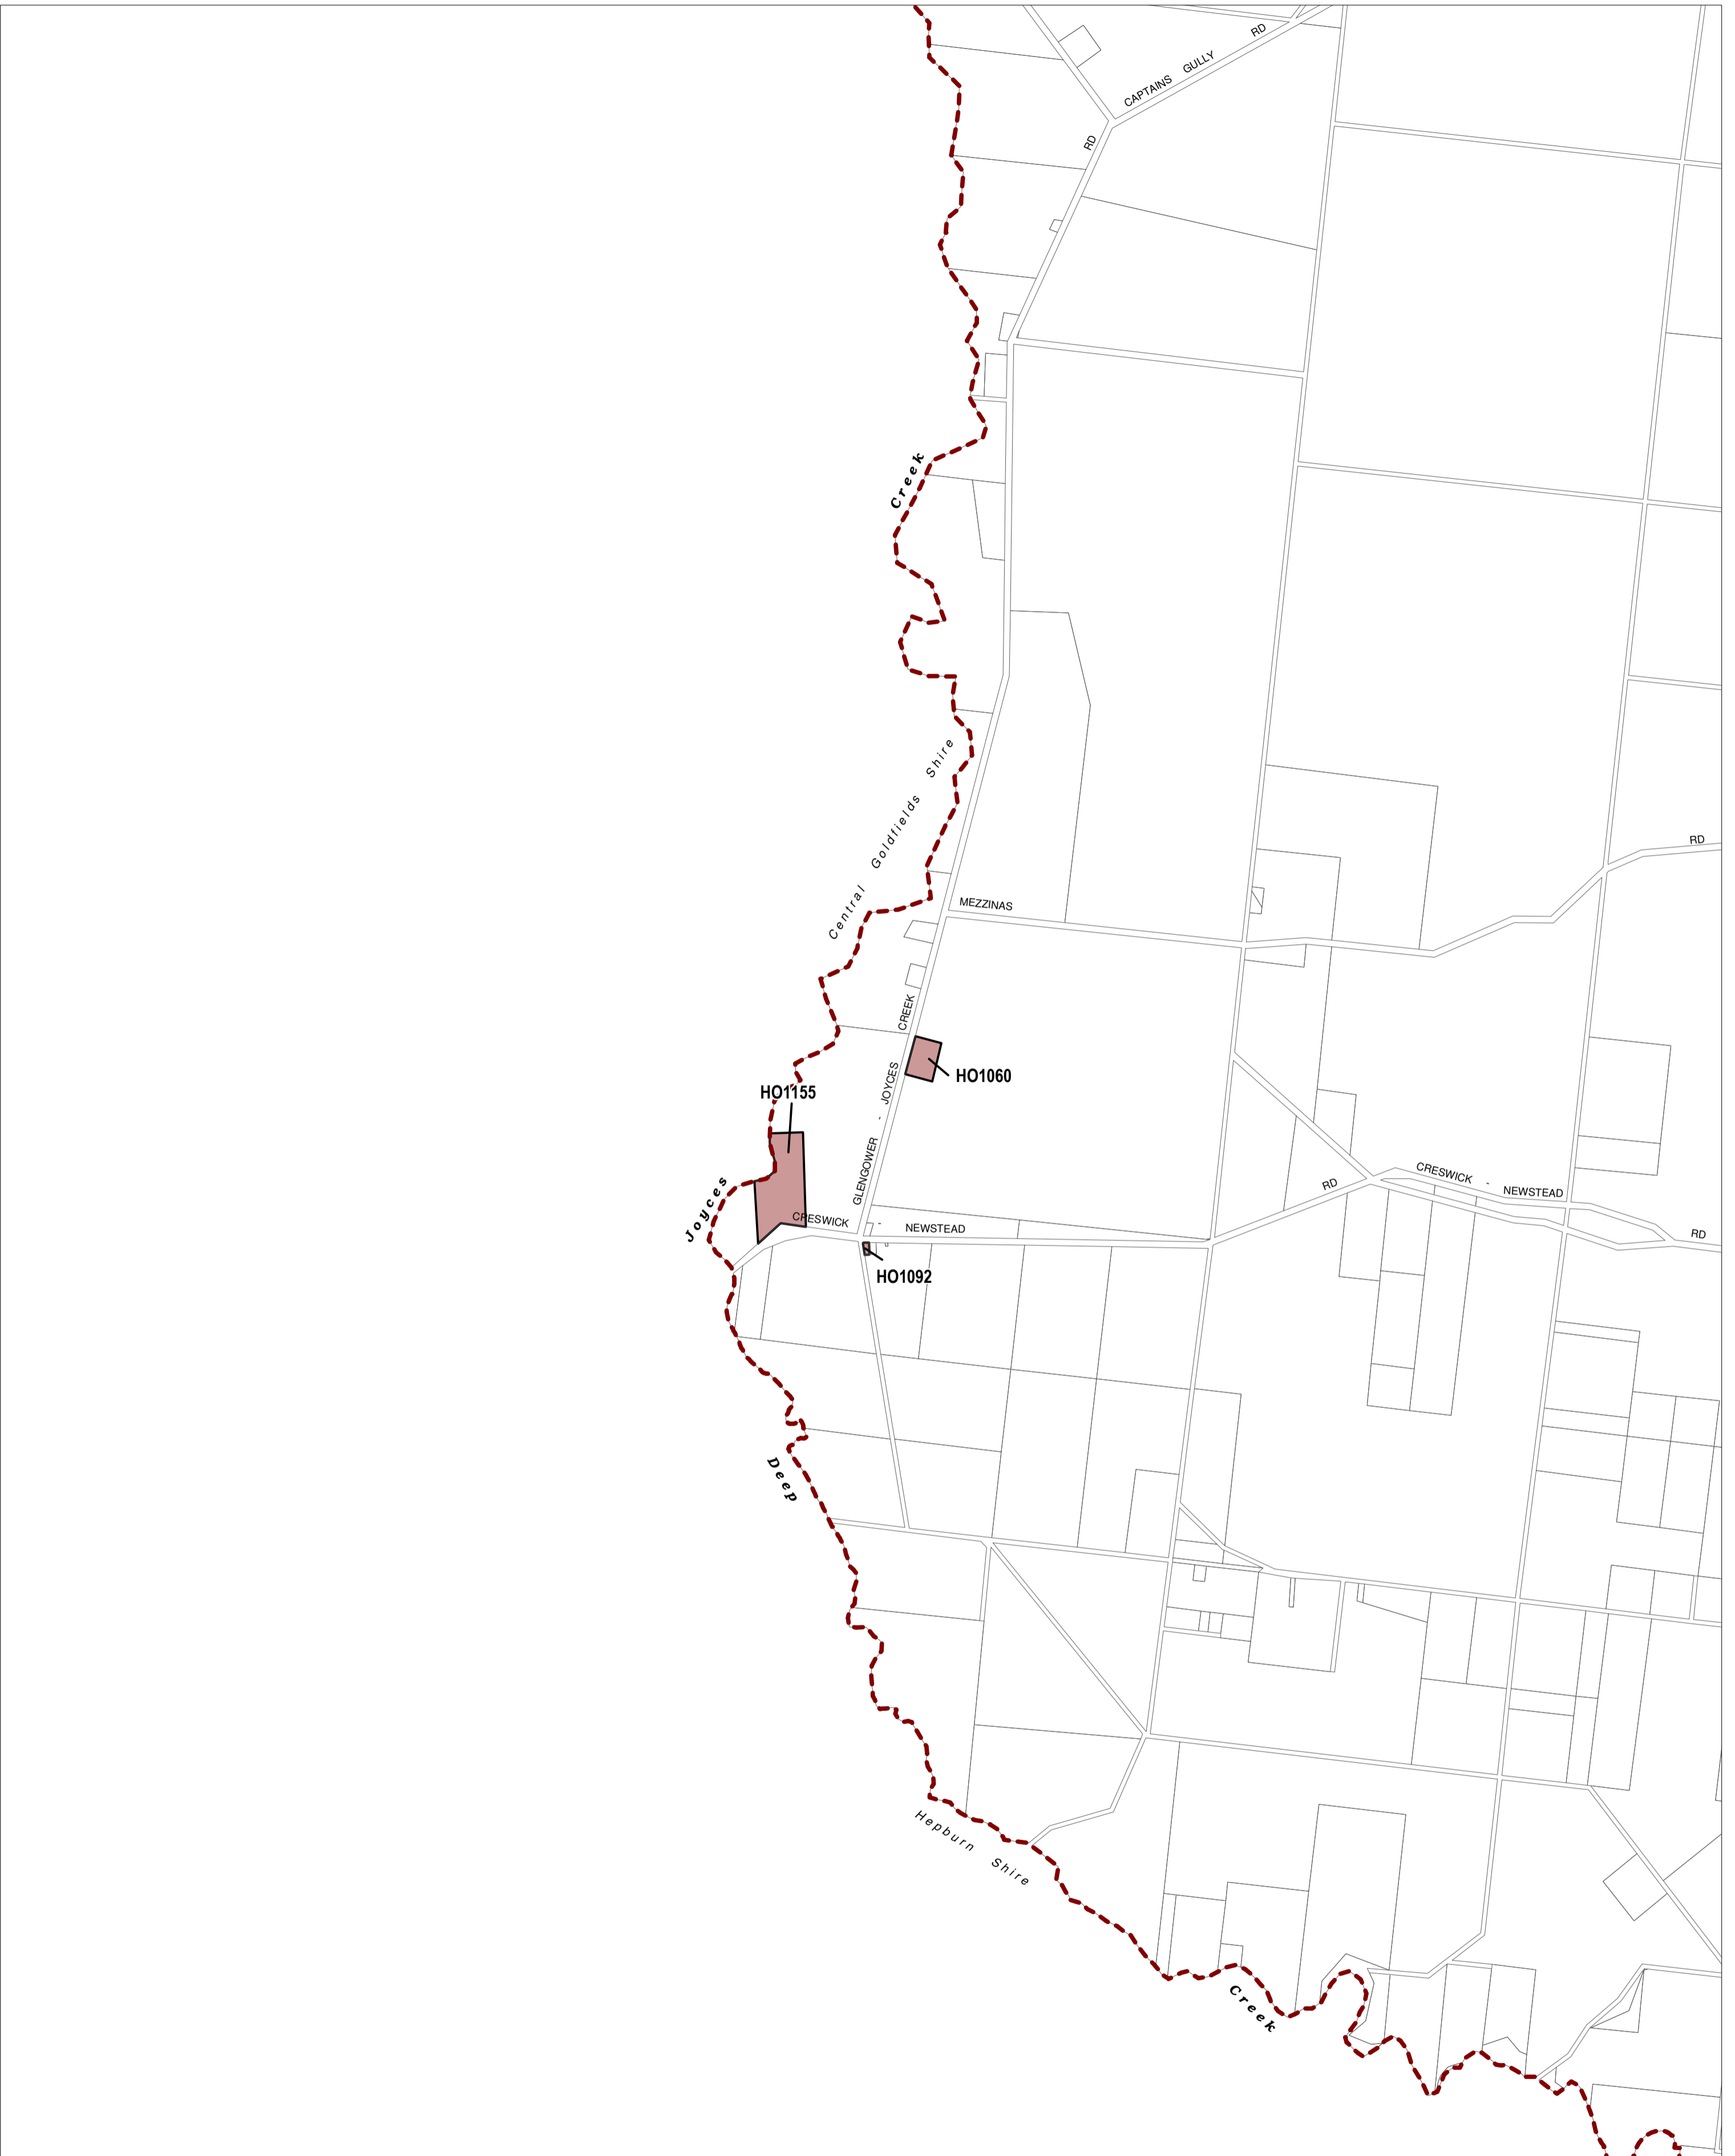 CAPTAINS GULLY RD
RD
Creek
Central Goldfields Shire
RD
MEZZINAS
GLENGOWER - JOYCES CREEK
HO1060
HO1155
Joyces
CRESWICK - NEWSTEAD
RD
CRESWICK - NEWSTEAD
RD
HO1092
Deep
Hepburn Shire
Creek